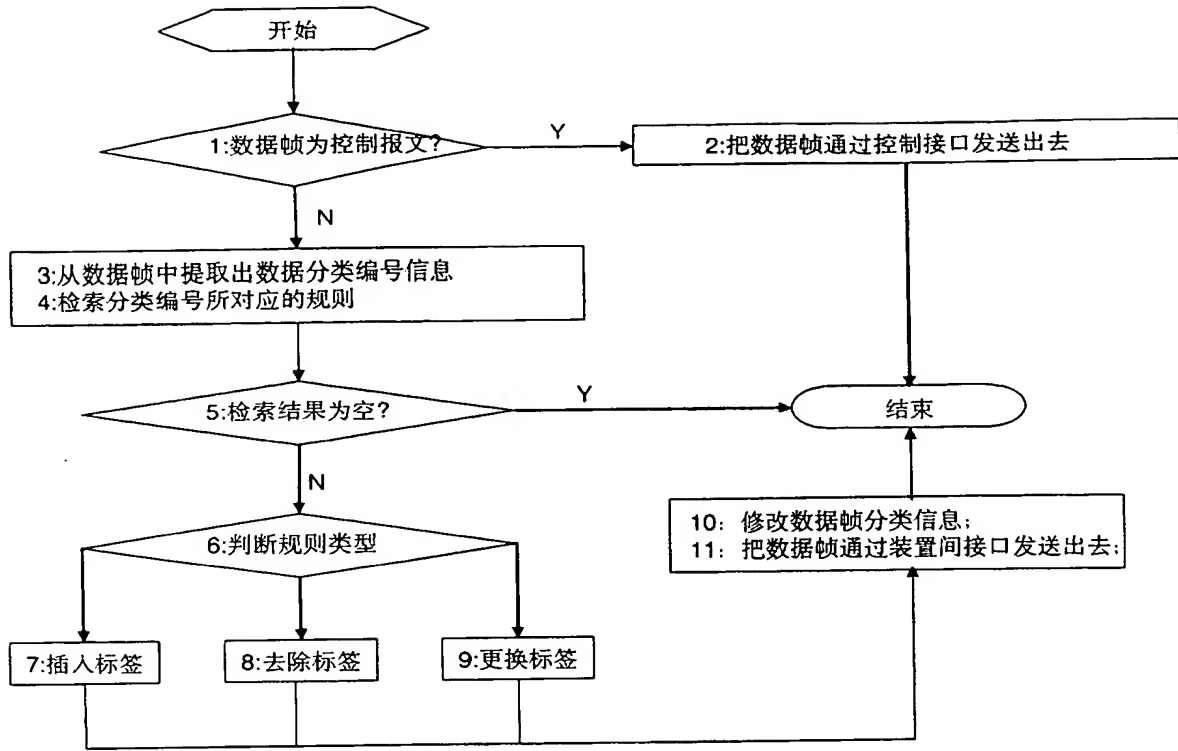 开始
1:数据帧为控制报文?
Y
2:把数据帧通过控制接口发送出去
N
3:从数据帧中提取出数据分类编号信息
4:检索分类编号所对应的规则
5:检索结果为空?
Y
结束
N
6:判断规则类型
10: 修改数据帧分类信息;
11: 把数据帧通过装置间接口发送出去;
7:插入标签
8:去除标签
9:更换标签